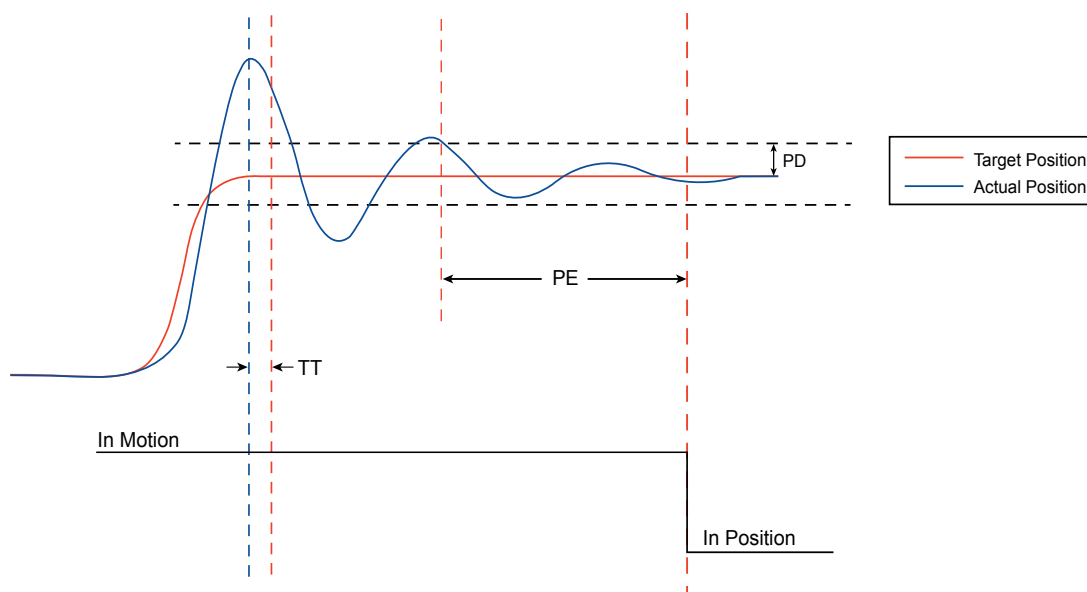 PD
Target Position
Actual Position
PE
TT
In Motion
In Position